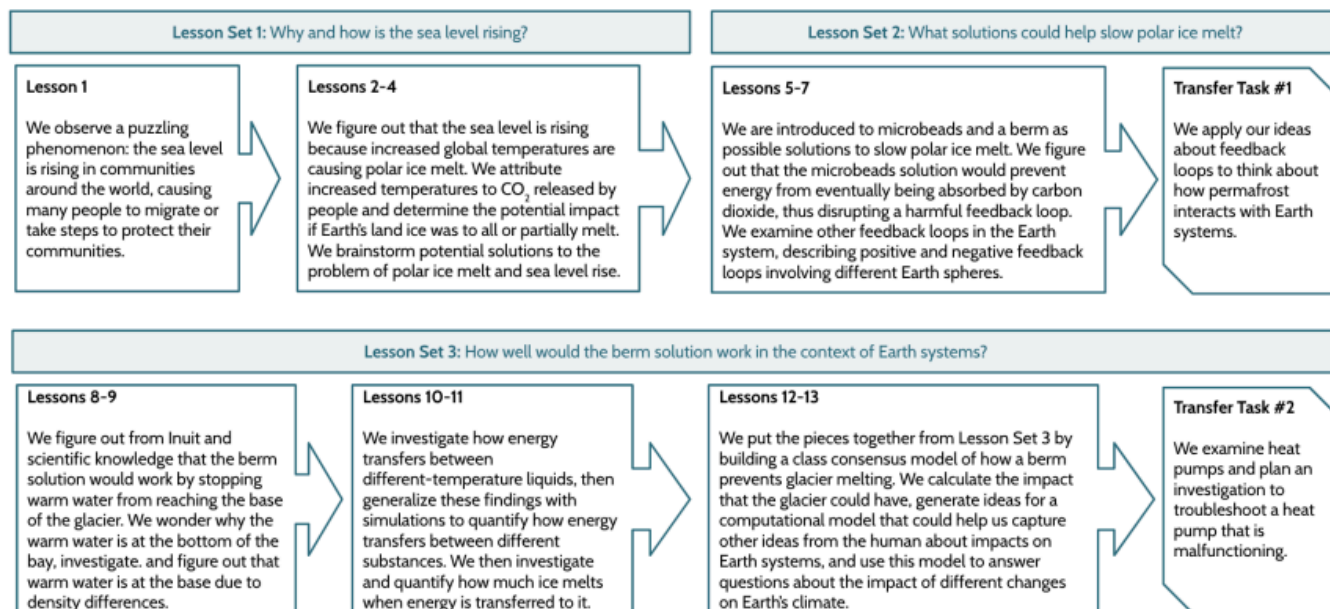 Lesson Set 1: Why and how is the sea level rising?
Lesson Set 2: What solutions could help slow polar ice melt?
Lesson 1
We observe a puzzling
phenomenon: the sea level
is rising in communities
around the world, causing
many people to migrate or
take steps to protect their
communities.
Lessons 2-4
We figure out that the sea level is rising
because increased global temperatures are
causing polar ice melt. We attribute
increased temperatures to CO₂ released by
people and determine the potential impact
if Earth's land ice was to all or partially melt.
We brainstorm potential solutions to the
problem of polar ice melt and sea level rise.
Lessons 5-7
We are introduced to microbeads and a berm as
possible solutions to slow polar ice melt. We figure
out that the microbeads solution would prevent
energy from eventually being absorbed by carbon
dioxide, thus disrupting a harmful feedback loop.
We examine other feedback loops in the Earth
system, describing positive and negative feedback
loops involving different Earth spheres.
Transfer Task #1
We apply our ideas
about feedback
loops to think about
how permafrost
interacts with Earth
systems.
Lesson Set 3: How well would the berm solution work in the context of Earth systems?
Lessons 8-9
We figure out from Inuit and
scientific knowledge that the berm
solution would work by stopping
warm water from reaching the base
of the glacier. We wonder why the
warm water is at the bottom of the
bay, investigate. and figure out that
warm water is at the base due to
density differences.
Lessons 10-11
We investigate how energy
transfers between
different-temperature liquids, then
generalize these findings with
simulations to quantify how energy
transfers between different
substances. We then investigate
and quantify how much ice melts
when energy is transferred to it.
Lessons 12-13
We put the pieces together from Lesson Set 3 by
building a class consensus model of how a berm
prevents glacier melting. We calculate the impact
that the glacier could have, generate ideas for a
computational model that could help us capture
other ideas from the human about impacts on
Earth systems, and use this model to answer
questions about the impact of different changes
on Earth's climate.
Transfer Task #2
We examine heat
pumps and plan an
investigation to
troubleshoot a heat
pump that is
malfunctioning.